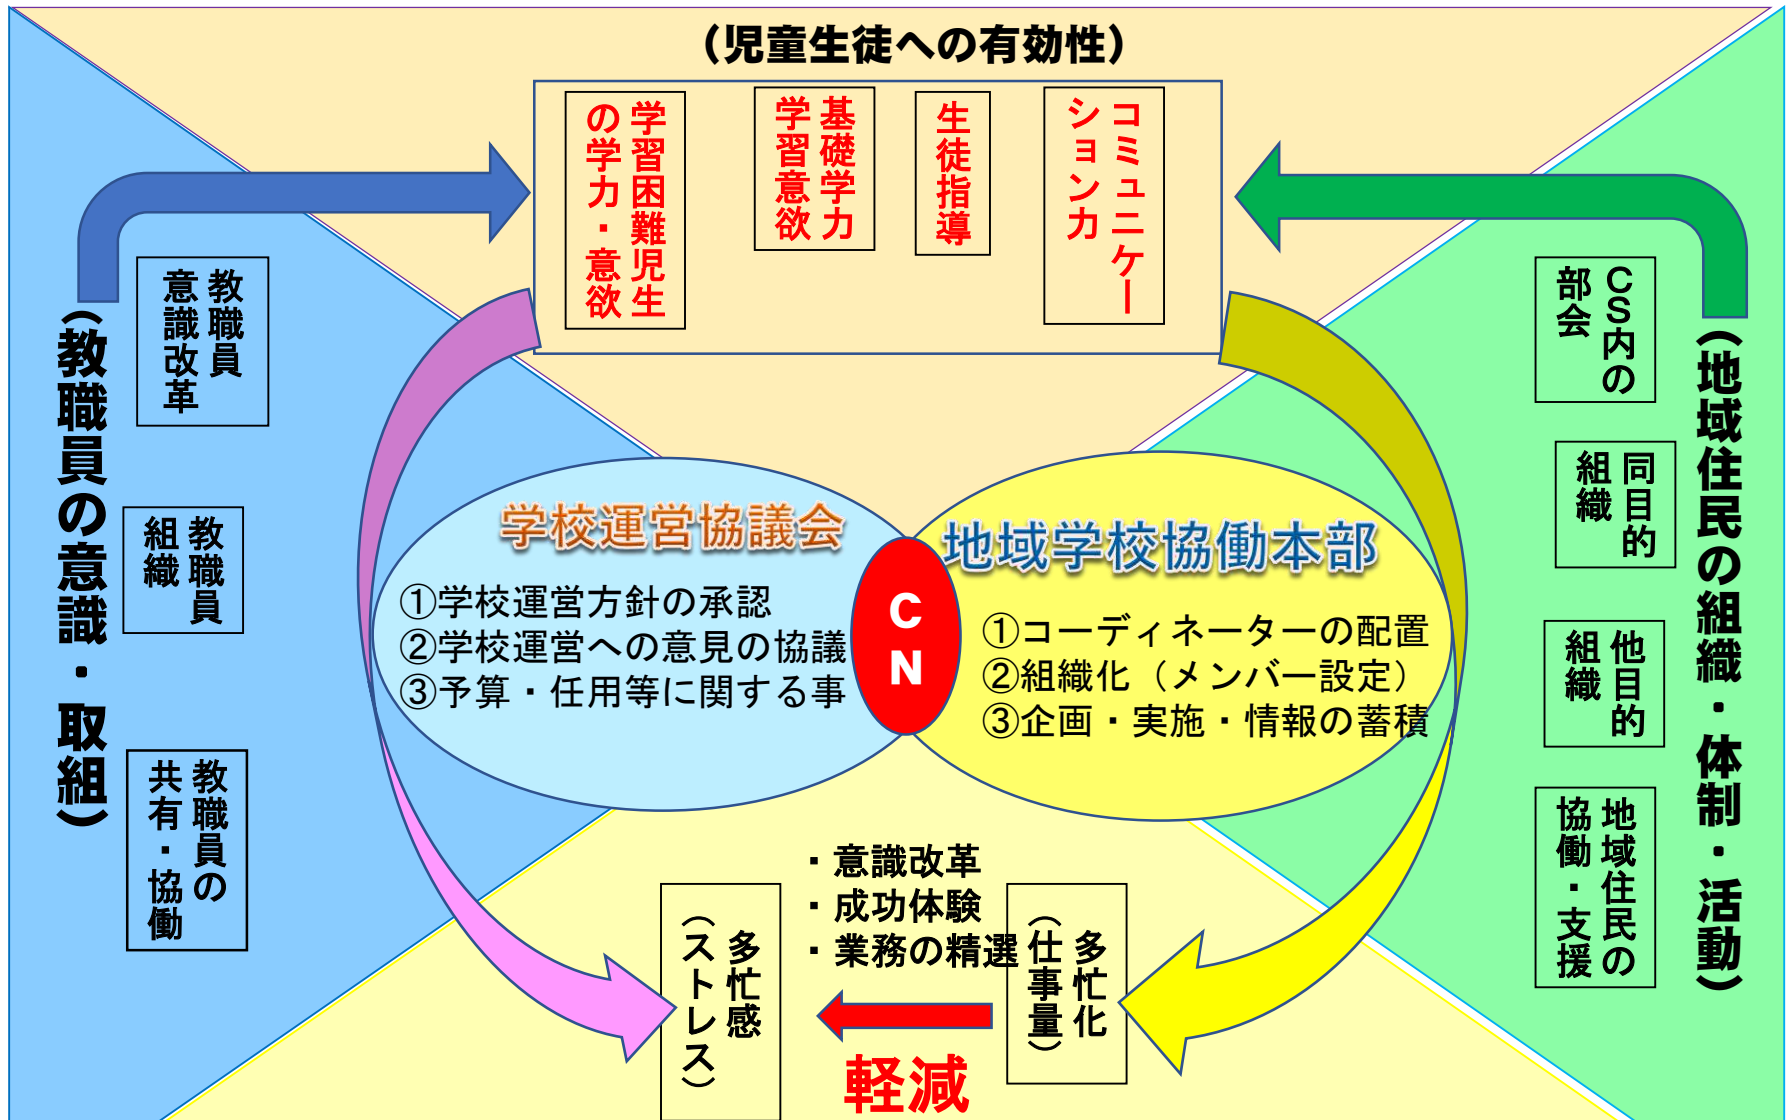 （児童生徒への有効性）
学習困難児生
の学力・意欲
基礎学力
学習意欲
生徒指導
コミュニケー
ション力
（教職員の意識・取組）
教職員
意識改革
教職員
組織
教職員の
共有・協働
学校運営協議会
①学校運営方針の承認
②学校運営への意見の協議
③予算・任用等に関する事
C
N
地域学校協働本部
①コーディネーターの配置
②組織化（メンバー設定）
③企画・実施・情報の蓄積
（地域住民の組織・体制・活動）
CS内の
部会
同目的
組織
他目的
組織
地域住民の
協働・支援
・意識改革
・成功体験
・業務の精選
多忙感
（ストレス）
多忙化
（仕事量）
軽減